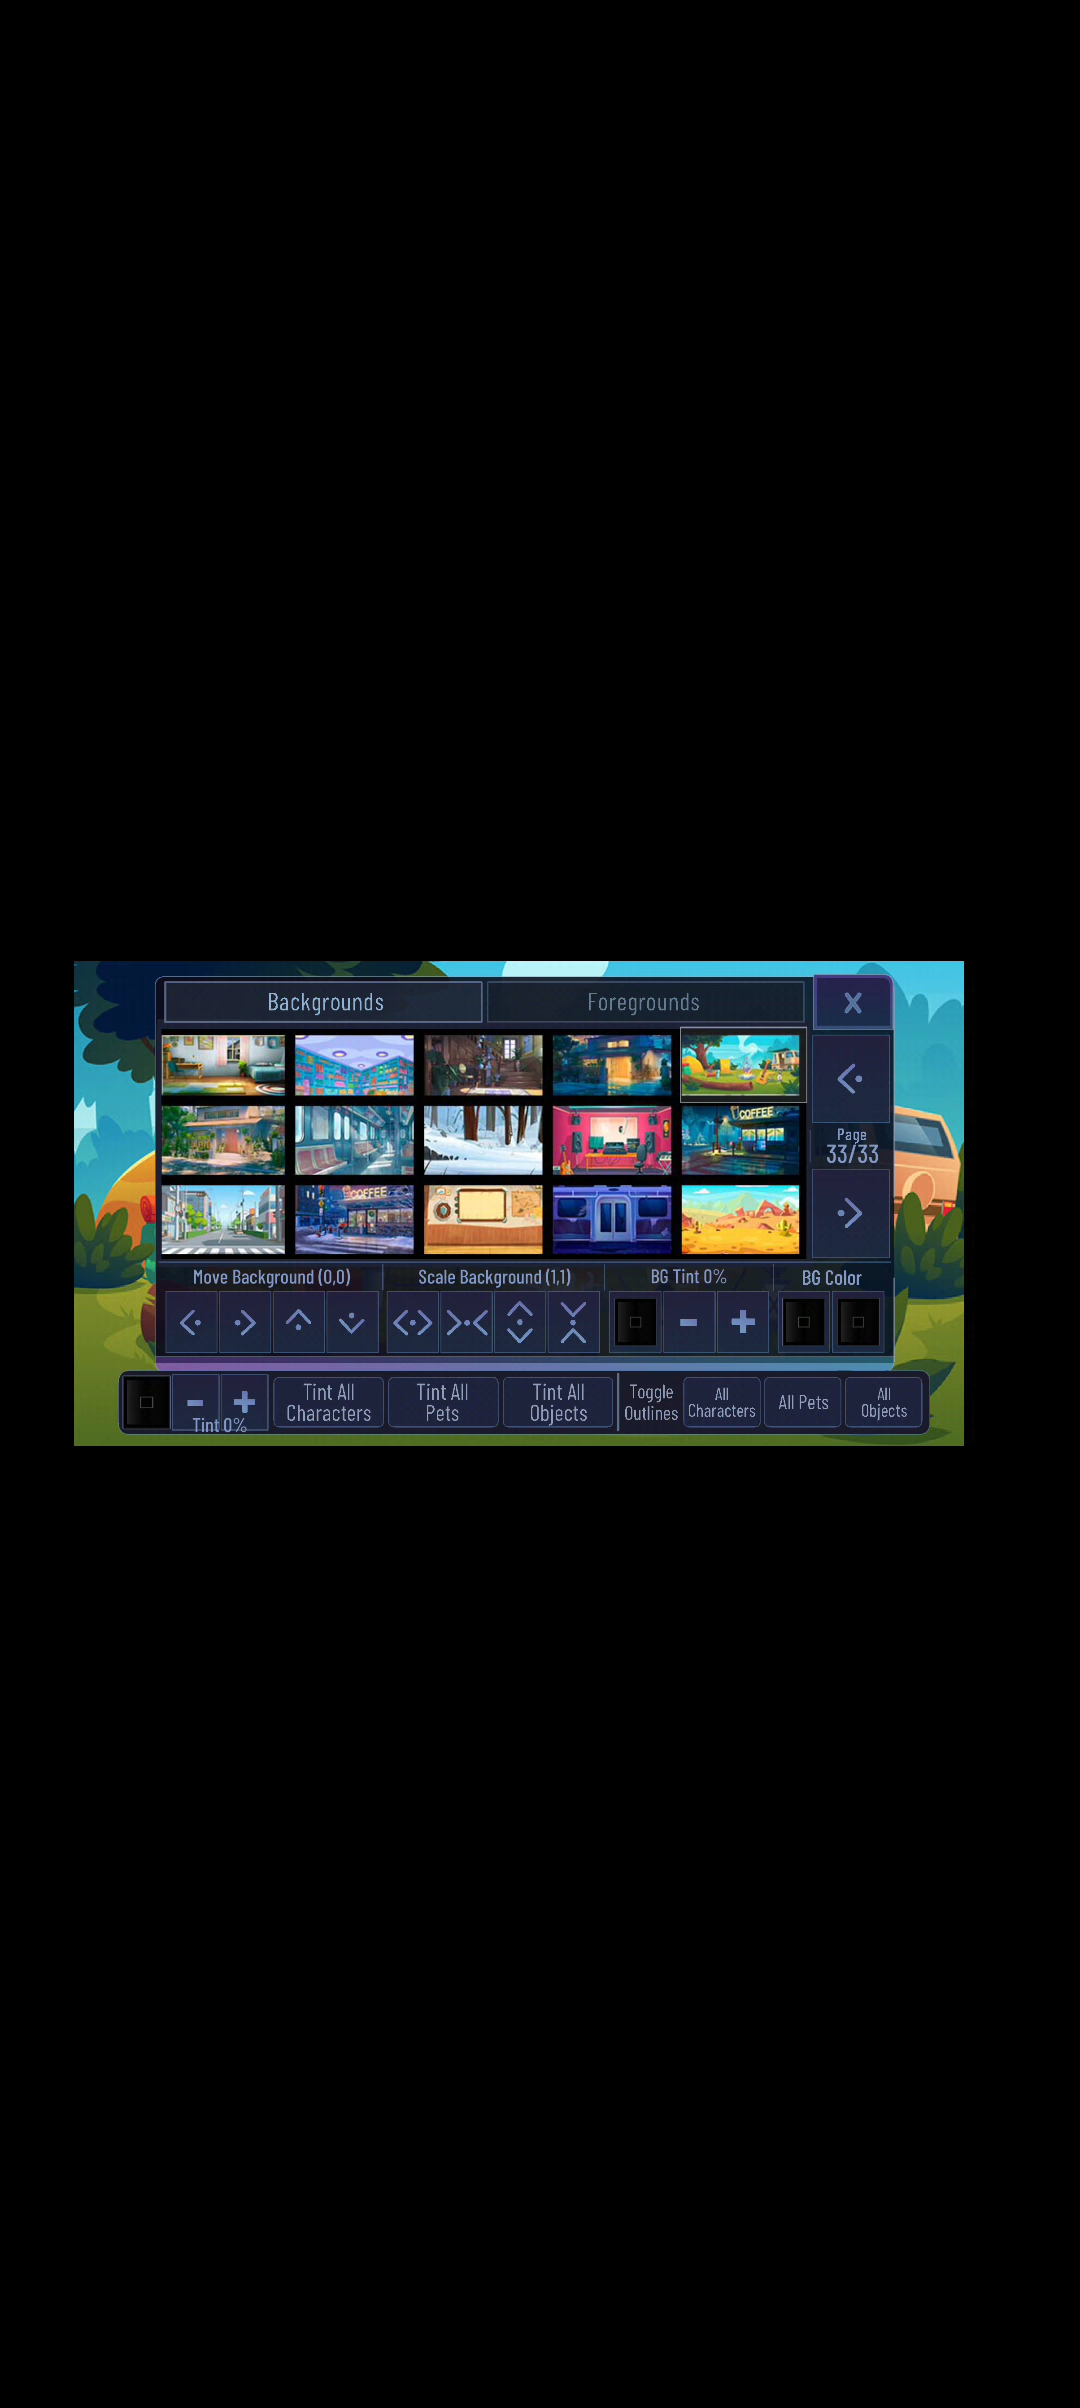 Backgrounds
Foregrounds
X
COFFEE
Page
33/33
COFFEE
Move Background (0,0)
Scale Background (1,1)
BG Tint 0%
BG Color
Tint 0%
Tint All
Characters
Tint All
Pets
Tint All
Objects
Toggle
Outlines
All
Characters
All Pets
All
Objects